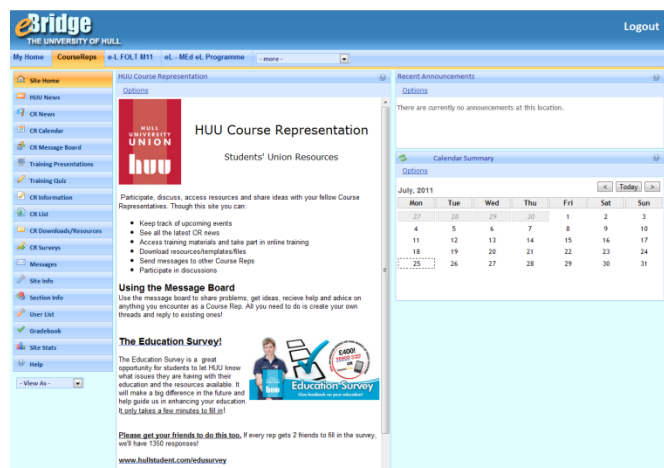 eBridge
THE UNIVERSITY OF HULL
Logout
My Home CourseReps e-L FOLT M11 eL - MEd eL Programme - more -
Site Home
HUU News
CR News
CR Calendar
CR Message Board
Training Presentations
Training Quiz
CR Information
CR List
CR Downloads/Resources
CR Surveys
Messages
Site Info
Section Info
User List
Gradebook
Site Stats
Help
- View As -
HUU Course Representation
Options
HULL
UNIVERSITY
UNION
huu
HUU Course Representation
Students' Union Resources
Participate, discuss, access resources and share ideas with your fellow Course
Representatives. Though this site you can:
Keep track of upcoming events
See all the latest CR news
Access training materials and take part in online training
Download resources/templates/files
Send messages to other Course Reps
Participate in discussions
Using the Message Board
Use the message board to share problems, get ideas, recieve help and advice on
anything you encounter as a Course Rep. All you need to do is create your own
threads and reply to existing ones!
The Education Survey!
The Education Survey is a great
opportunity for students to let HUU know
what issues they are having with their
education and the resources available. It
will make a big difference in the future and
help guide us in enhancing your education.
It only takes a few minutes to fill in!
£400!
huu
Education Survey
Give feedback on your education!
Please get your friends to do this too. If every rep gets 2 friends to fill in the survey,
we'll have 1350 responses!
www.hullstudent.com/edusurvey
Recent Announcements
Options
There are currently no announcements at this location.
Calendar Summary
Options
July, 2011 < Today >
Mon Tue Wed Thu Fri Sat Sun
27 28 29 30 1 2 3
4 5 6 7 8 9 10
11 12 13 14 15 16 17
18 19 20 21 22 23 24
25 26 27 28 29 30 31